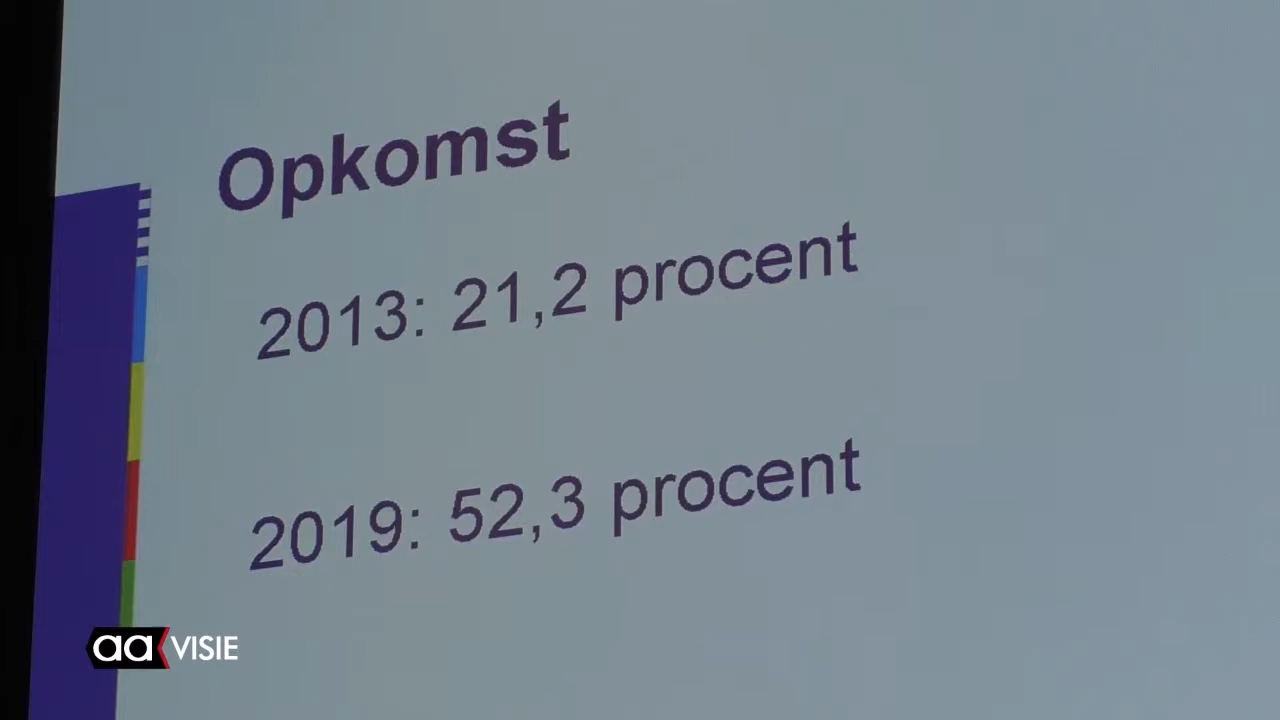 Opkomst
2013: 21,2 procent
2019: 52,3 procent
aa VISIE